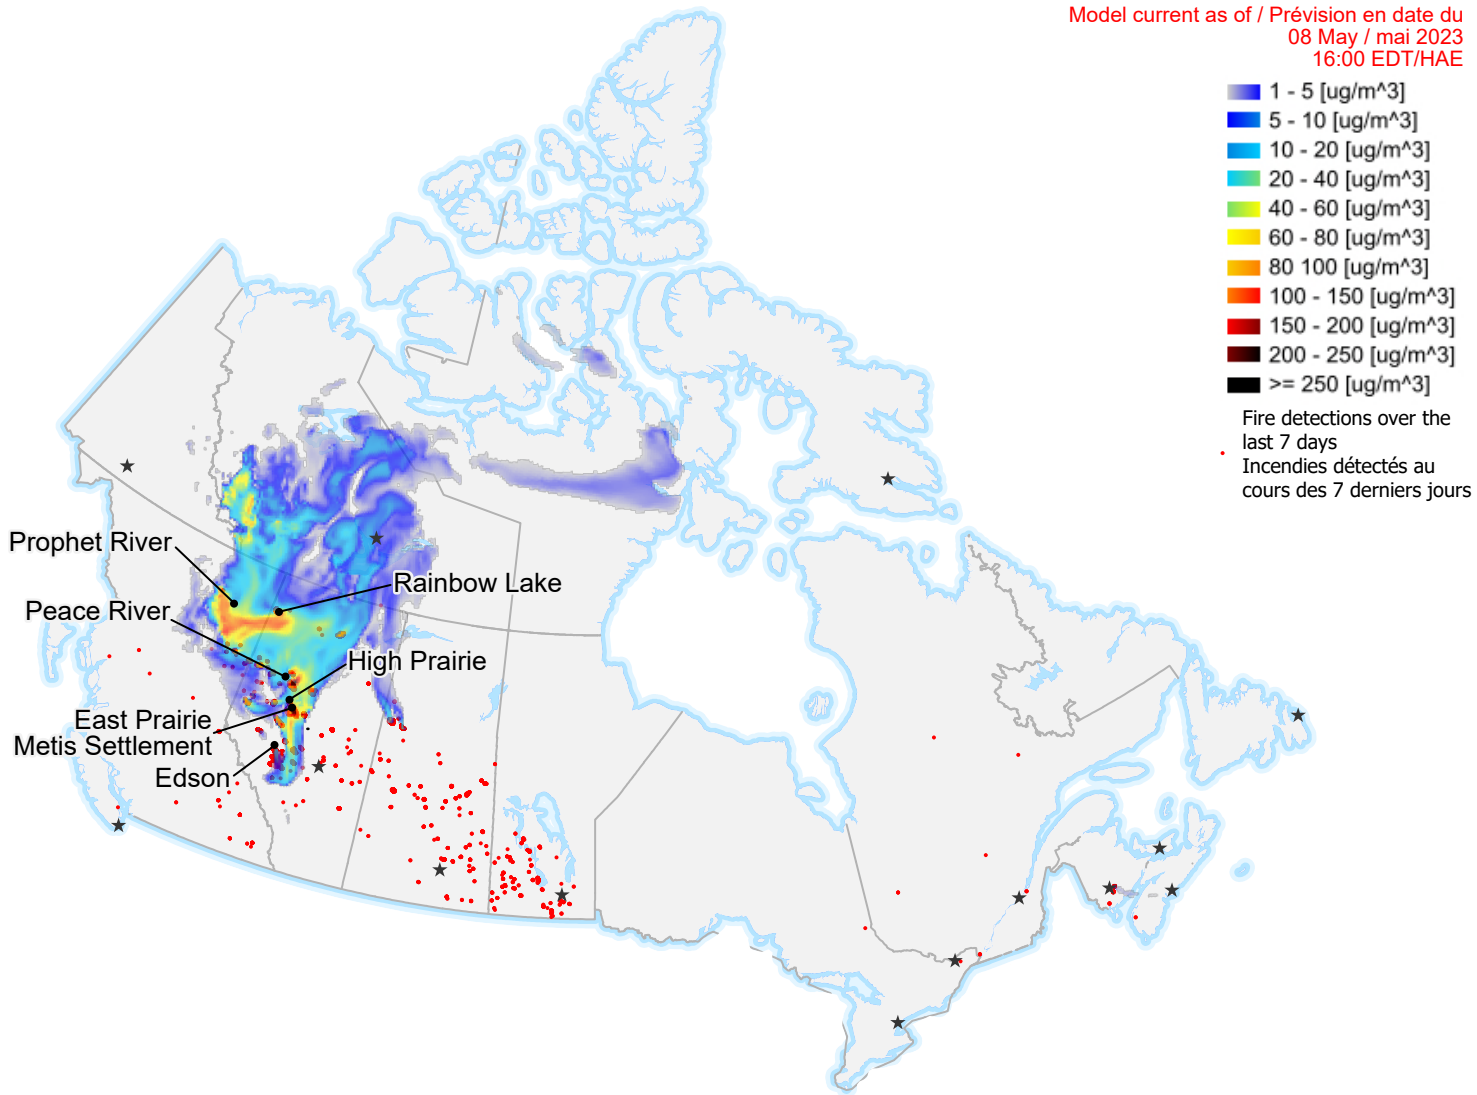 Model current as of / Prévision en date du
08 May / mai 2023
16:00 EDT/HAE
1 - 5 [ug/m^3]
5 - 10 [ug/m^3]
10 - 20 [ug/m^3]
20 - 40 [ug/m^3]
40 - 60 [ug/m^3]
60 - 80 [ug/m^3]
80 100 [ug/m^3]
100 - 150 [ug/m^3]
150 - 200 [ug/m^3]
200 - 250 [ug/m^3]
>= 250 [ug/m^3]
Fire detections over the
last 7 days
Incendies détectés au
cours des 7 derniers jours
Prophet River
Rainbow Lake
Peace River
High Prairie
East Prairie
Metis Settlement
Edson